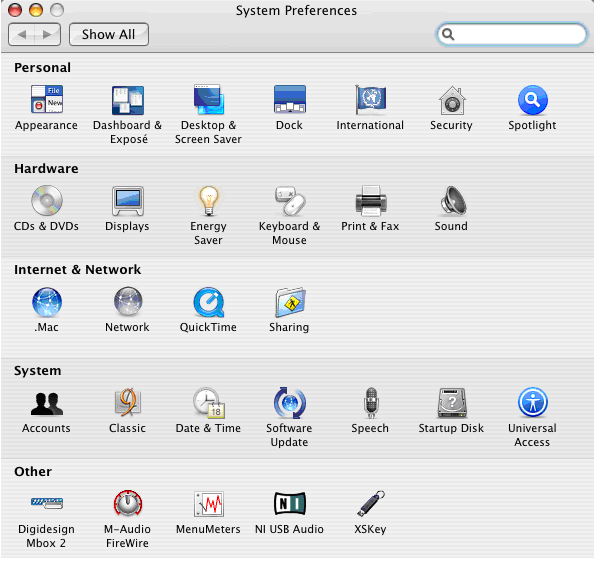 System Preferences
Show All
Personal
File
New
Appearance
Dashboard &
Exposé
Desktop &
Screen Saver
Dock
International
Security
Spotlight
Hardware
CDs & DVDs
Displays
Energy
Saver
Keyboard &
Mouse
Print & Fax
Sound
Internet & Network
.Mac
Network
QuickTime
Sharing
System
9
18
?
Accounts
Classic
Date & Time
Software
Update
Speech
Startup Disk
Universal
Access
Other
NI
Digidesign
Mbox 2
M-Audio
FireWire
MenuMeters
NI USB Audio
XSKey